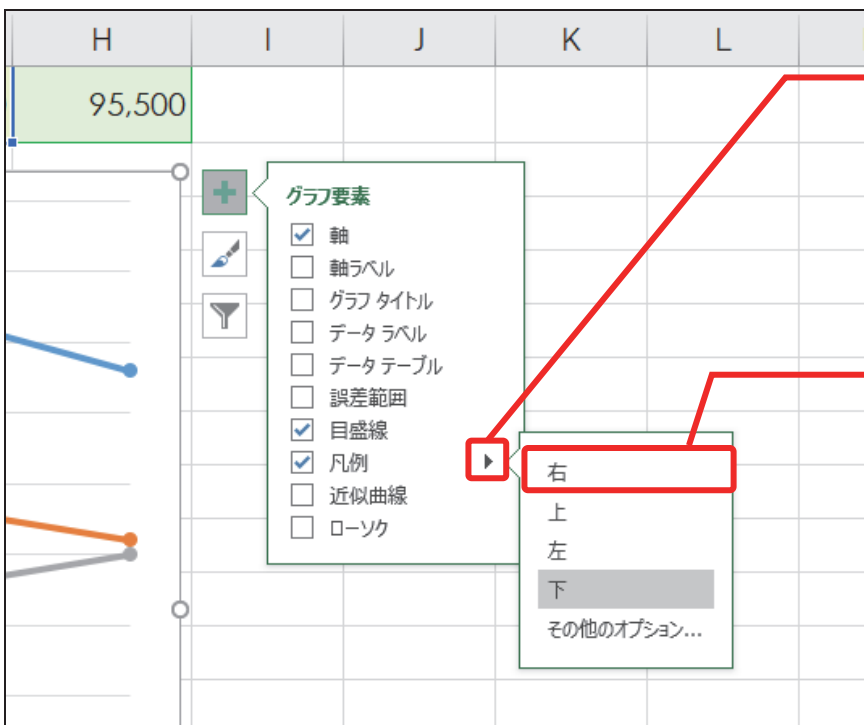 H I J K L
95,500
グラフ要素
軸
軸ラベル
グラフ タイトル
データ ラベル
データ テーブル
誤差範囲
目盛線
凡例
近似曲線
ローソク
右
上
左
下
その他のオプション...